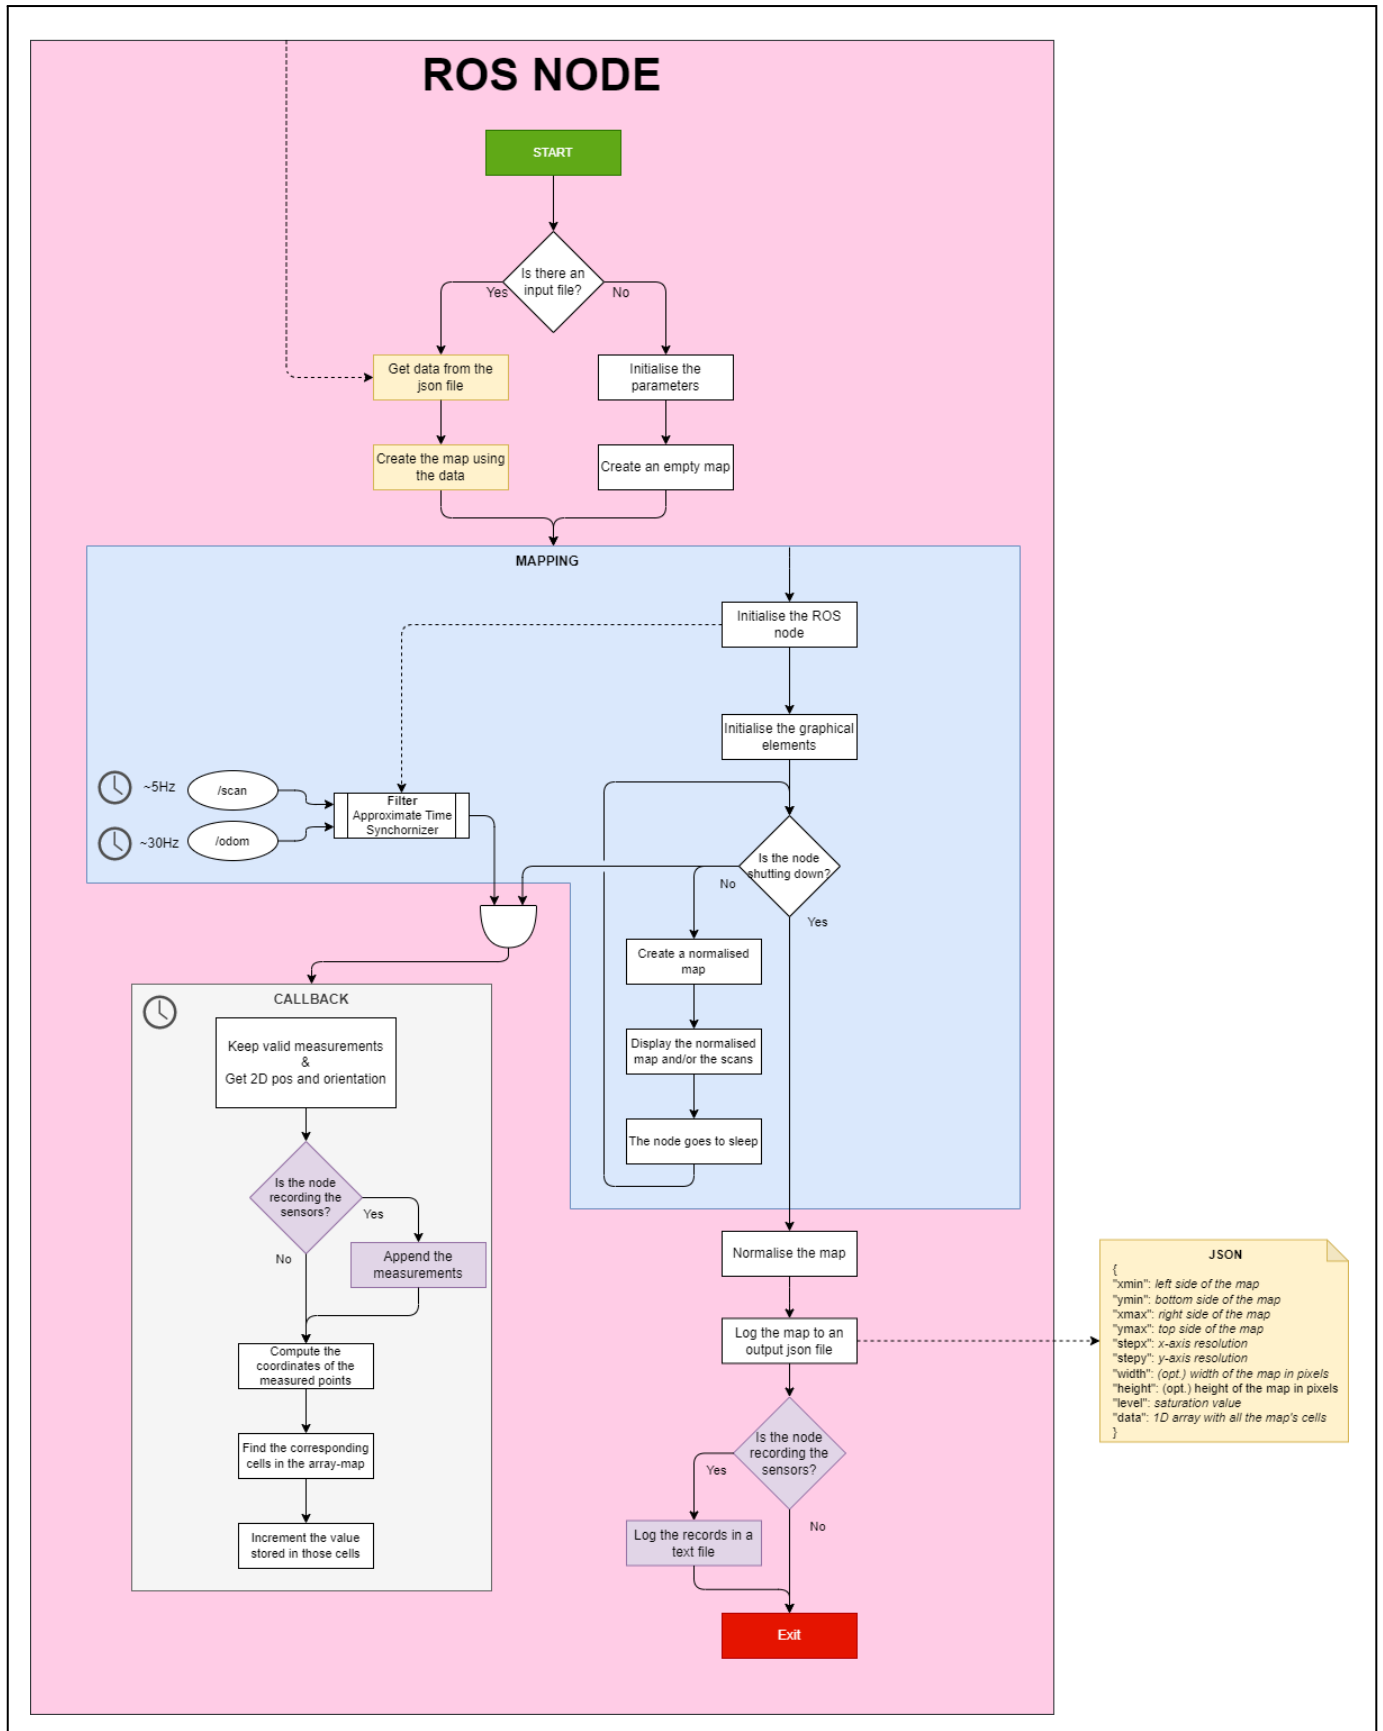 ROS NODE
START
Is there an
input file?
Yes
No
Get data from the
json file
Initialise the
parameters
Create the map using
the data
Create an empty map
MAPPING
Initialise the ROS
node
Initialise the graphical
elements
~5Hz
/scan
~30Hz
/odom
Filter
Approximate Time
Synchornizer
Is the node
shutting down?
No
Yes
Create a normalised
map
Display the normalised
map and/or the scans
The node goes to sleep
CALLBACK
Keep valid measurements
&
Get 2D pos and orientation
Is the node
recording the
sensors?
Yes
No
Append the
measurements
Compute the
coordinates of the
measured points
Find the corresponding
cells in the array-map
Increment the value
stored in those cells
Normalise the map
Log the map to an
output json file
Is the node
recording the
sensors?
Yes
No
Log the records in a
text file
Exit
JSON
{
"xmin": left side of the map
"ymin": bottom side of the map
"xmax": right side of the map
"ymax": top side of the map
"stepx": x-axis resolution
"stepy": y-axis resolution
"width": (opt.) width of the map in pixels
"height": (opt.) height of the map in pixels
"level": saturation value
"data": 1D array with all the map's cells
}